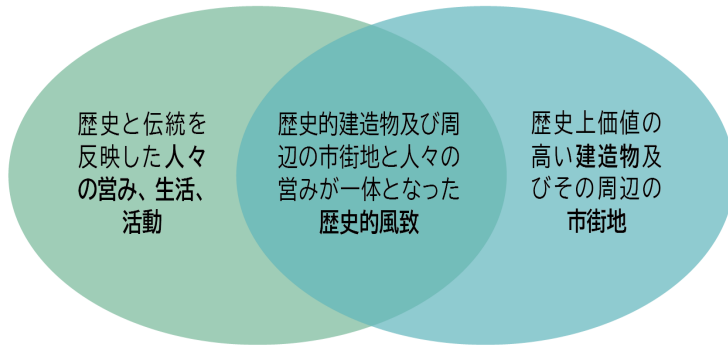 歴史と伝統を
反映した人々
の営み、生活、
活動
歴史的建造物及び周
辺の市街地と人々の
営みが一体となった
歴史的風致
歴史上価値の
高い建造物及
びその周辺の
市街地